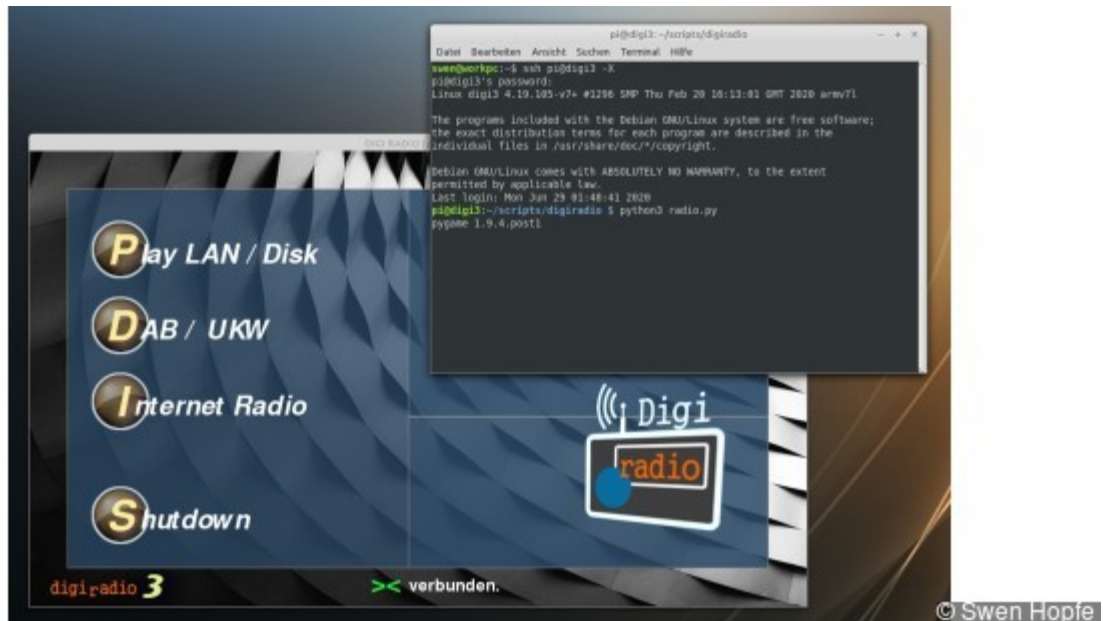 pi@digi3: ~/scripts/digiradio
Datei Bearbeiten Ansicht Suchen Terminal Hilfe
swen@workpc:~$ ssh pi@digi3 -X
pi@digi3's password:
Linux digi3 4.19.105-v7+ #1296 SMP Thu Feb 20 16:13:01 GMT 2020 armv7l
The programs included with the Debian GNU/Linux system are free software;
the exact distribution terms for each program are described in the
individual files in /usr/share/doc/*/copyright.
Debian GNU/Linux comes with ABSOLUTELY NO WARRANTY, to the extent
permitted by applicable law.
Last login: Mon Jun 29 01:48:41 2020
pi@digi3:~/scripts/digiradio $ python3 radio.py
pygame 1.9.4.post1
DIGI RADIO
Play LAN / Disk
DAB / UKW
Internet Radio
Shutdown
Digi
radio
digiradio 3
>< verbunden.
© Swen Hopfe